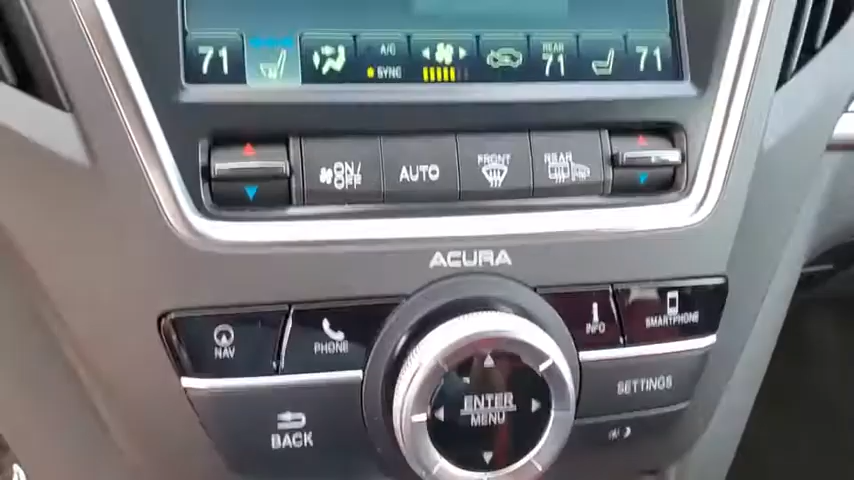 71
A/C
SYNC
REAR
71
71
ON/
OFF
AUTO
FRONT
REAR
ACURA
NAV
PHONE
INFO
SMARTPHONE
ENTER
MENU
SETTINGS
BACK